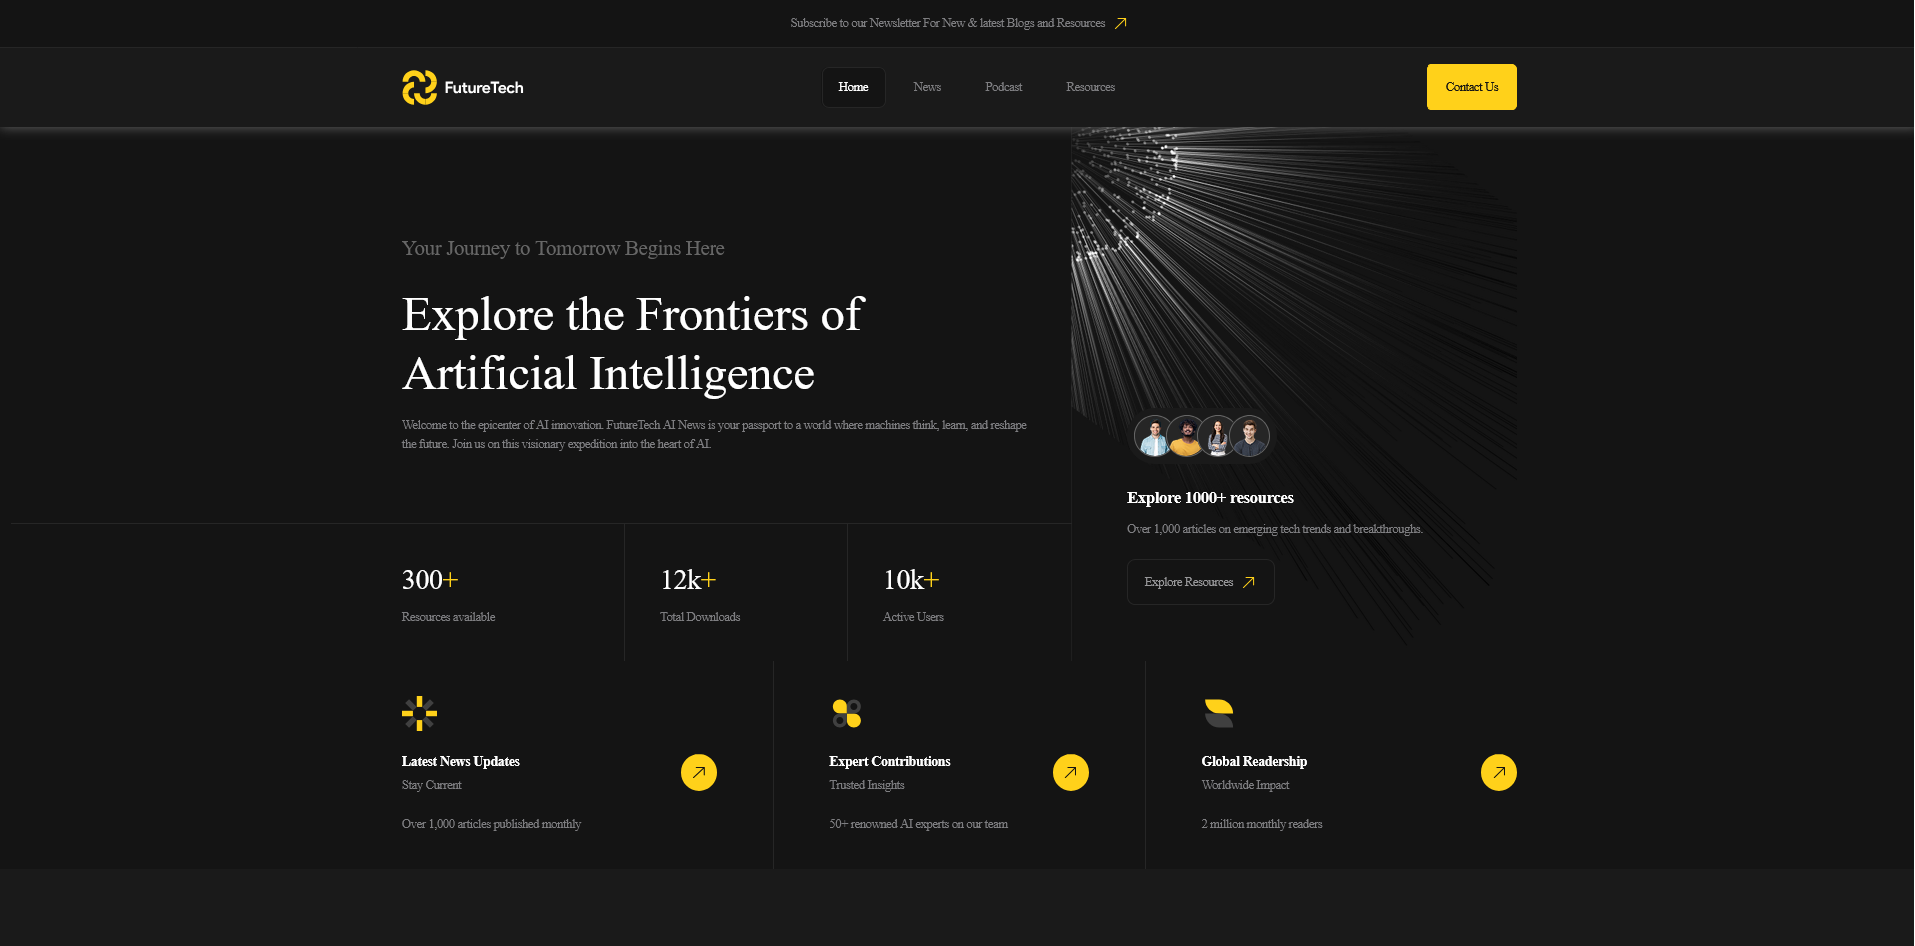 Subscribe to our Newsletter For New & latest Blogs and Resources
FutureTech
Home
News
Podcast
Resources
Contact Us
Your Journey to Tomorrow Begins Here
Explore the Frontiers of
Artificial Intelligence
Welcome to the epicenter of AI innovation. FutureTech AI News is your passport to a world where machines think, learn, and reshape
the future. Join us on this visionary expedition into the heart of AI.
300+
Resources available
12k+
Total Downloads
10k+
Active Users
Explore 1000+ resources
Over 1,000 articles on emerging tech trends and breakthroughs.
Explore Resources
Latest News Updates
Stay Current
Over 1,000 articles published monthly
Expert Contributions
Trusted Insights
50+ renowned AI experts on our team
Global Readership
Worldwide Impact
2 million monthly readers